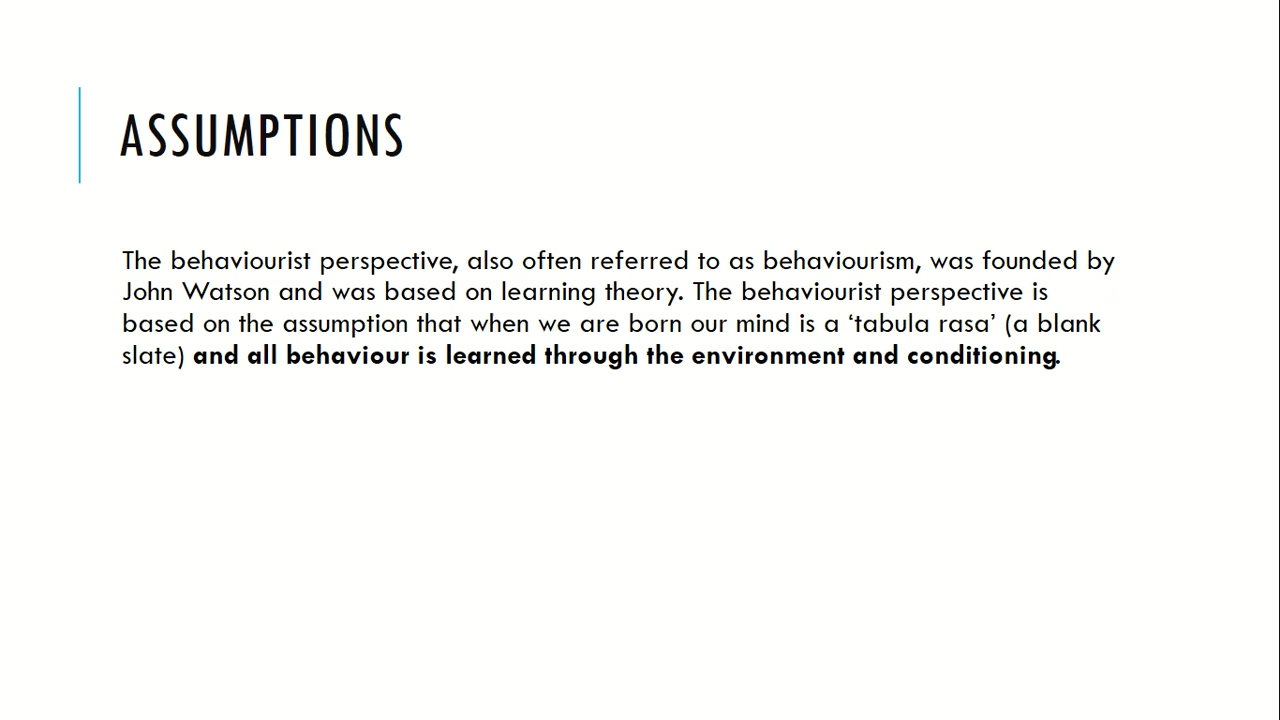 ASSUMPTIONS
The behaviourist perspective, also often referred to as behaviourism, was founded by
John Watson and was based on learning theory. The behaviourist perspective is
based on the assumption that when we are born our mind is a ‘tabula rasa’ (a blank
slate) and all behaviour is learned through the environment and conditioning.